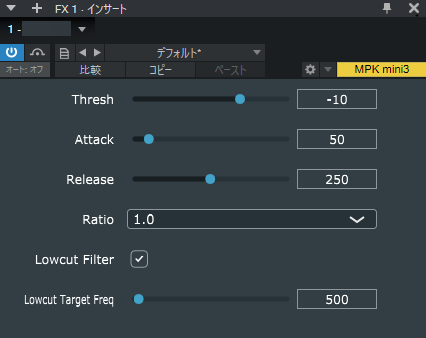 FX 1 - インサート
1 -
デフォルト*
オート: オフ 比較 コピー ペースト MPK mini3
Thresh -10
Attack 50
Release 250
Ratio 1.0
Lowcut Filter
Lowcut Target Freq 500